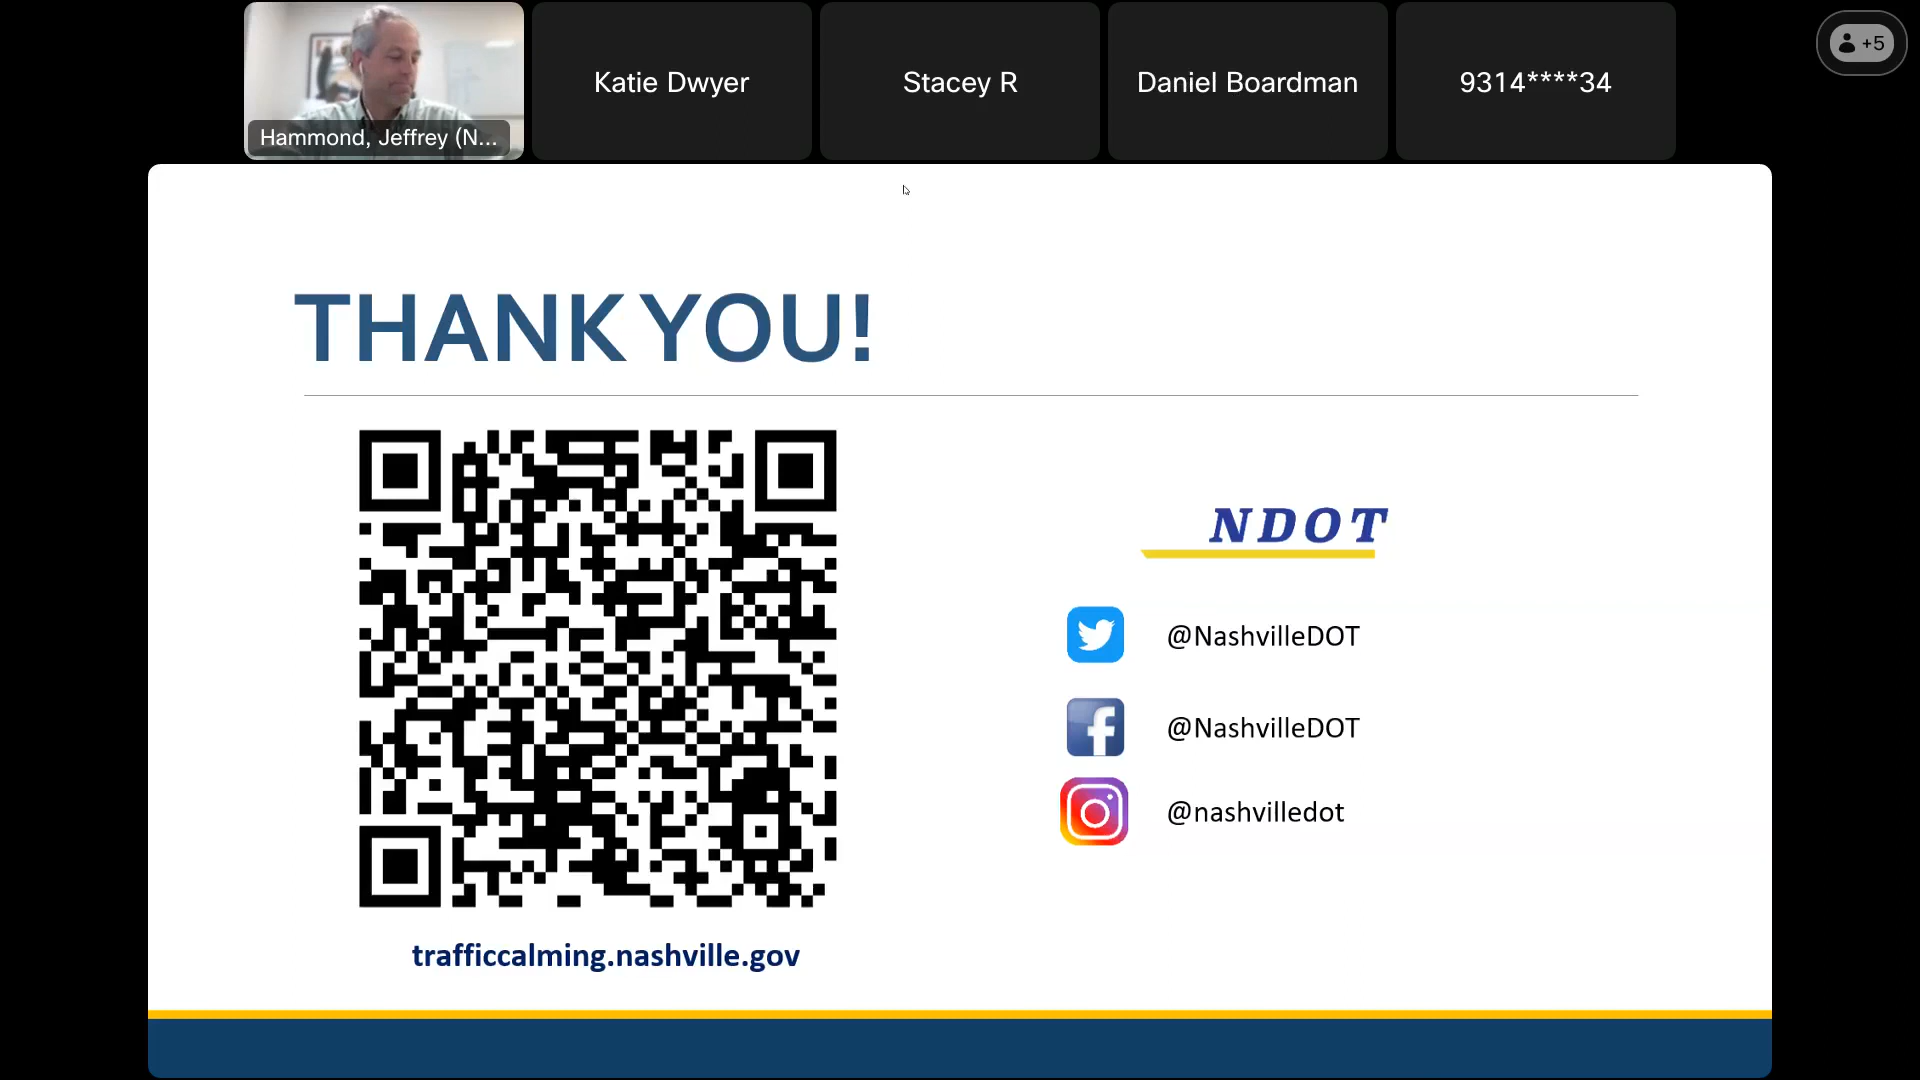 Hammond, Jeffrey (N...
Katie Dwyer
Stacey R
Daniel Boardman
9314****34
+5
THANK YOU!
NDOT
@NashvilleDOT
@NashvilleDOT
@nashvilledot
trafficcalming.nashville.gov